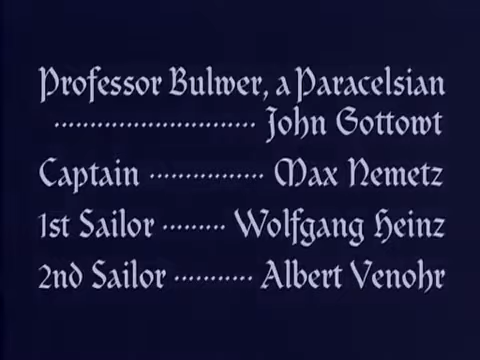 Professor Bulwer, a Paracelsian
............................ John Gottowt
Captain ................ Max Nemetz
1st Sailor ......... Wolfgang Heinz
2nd Sailor ........... Albert Venohr